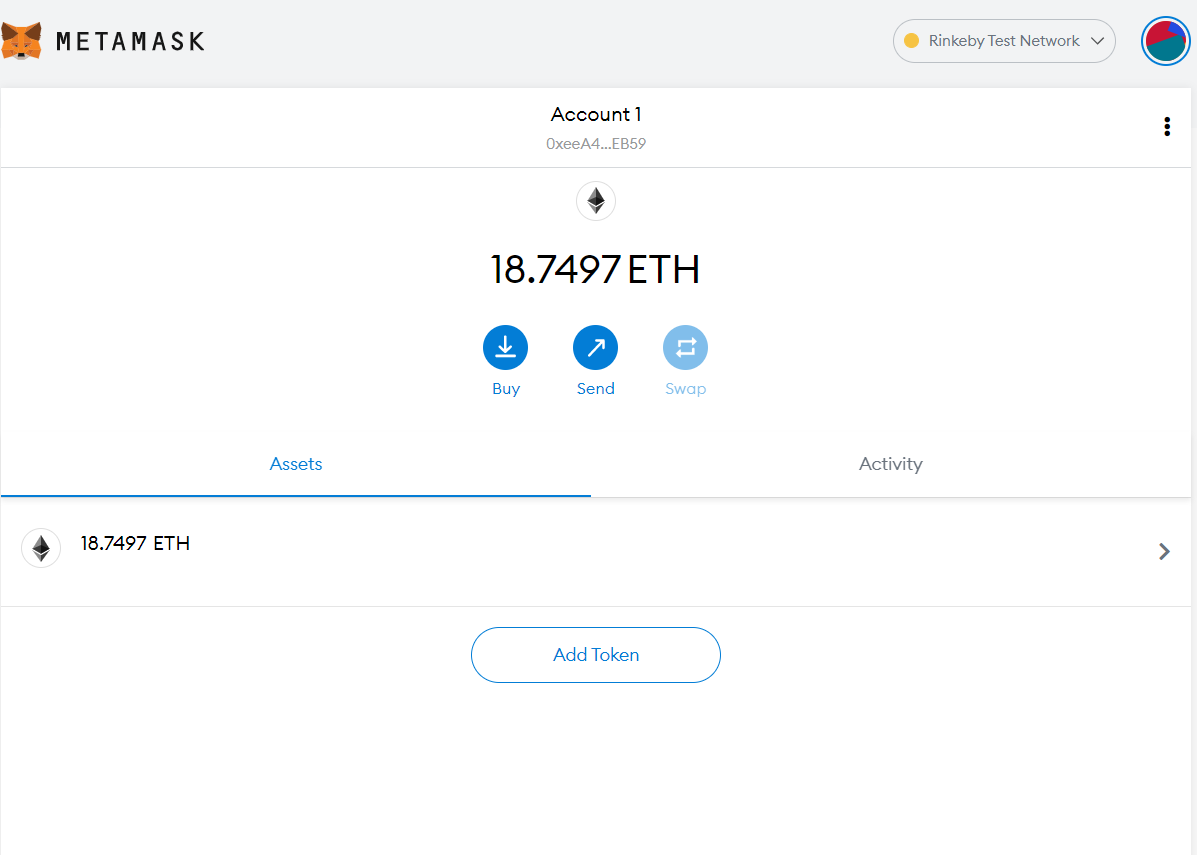 METAMASK
Rinkeby Test Network
Account 1
0xeeA4...EB59
18.7497 ETH
Buy
Send
Swap
Assets
Activity
18.7497 ETH
Add Token